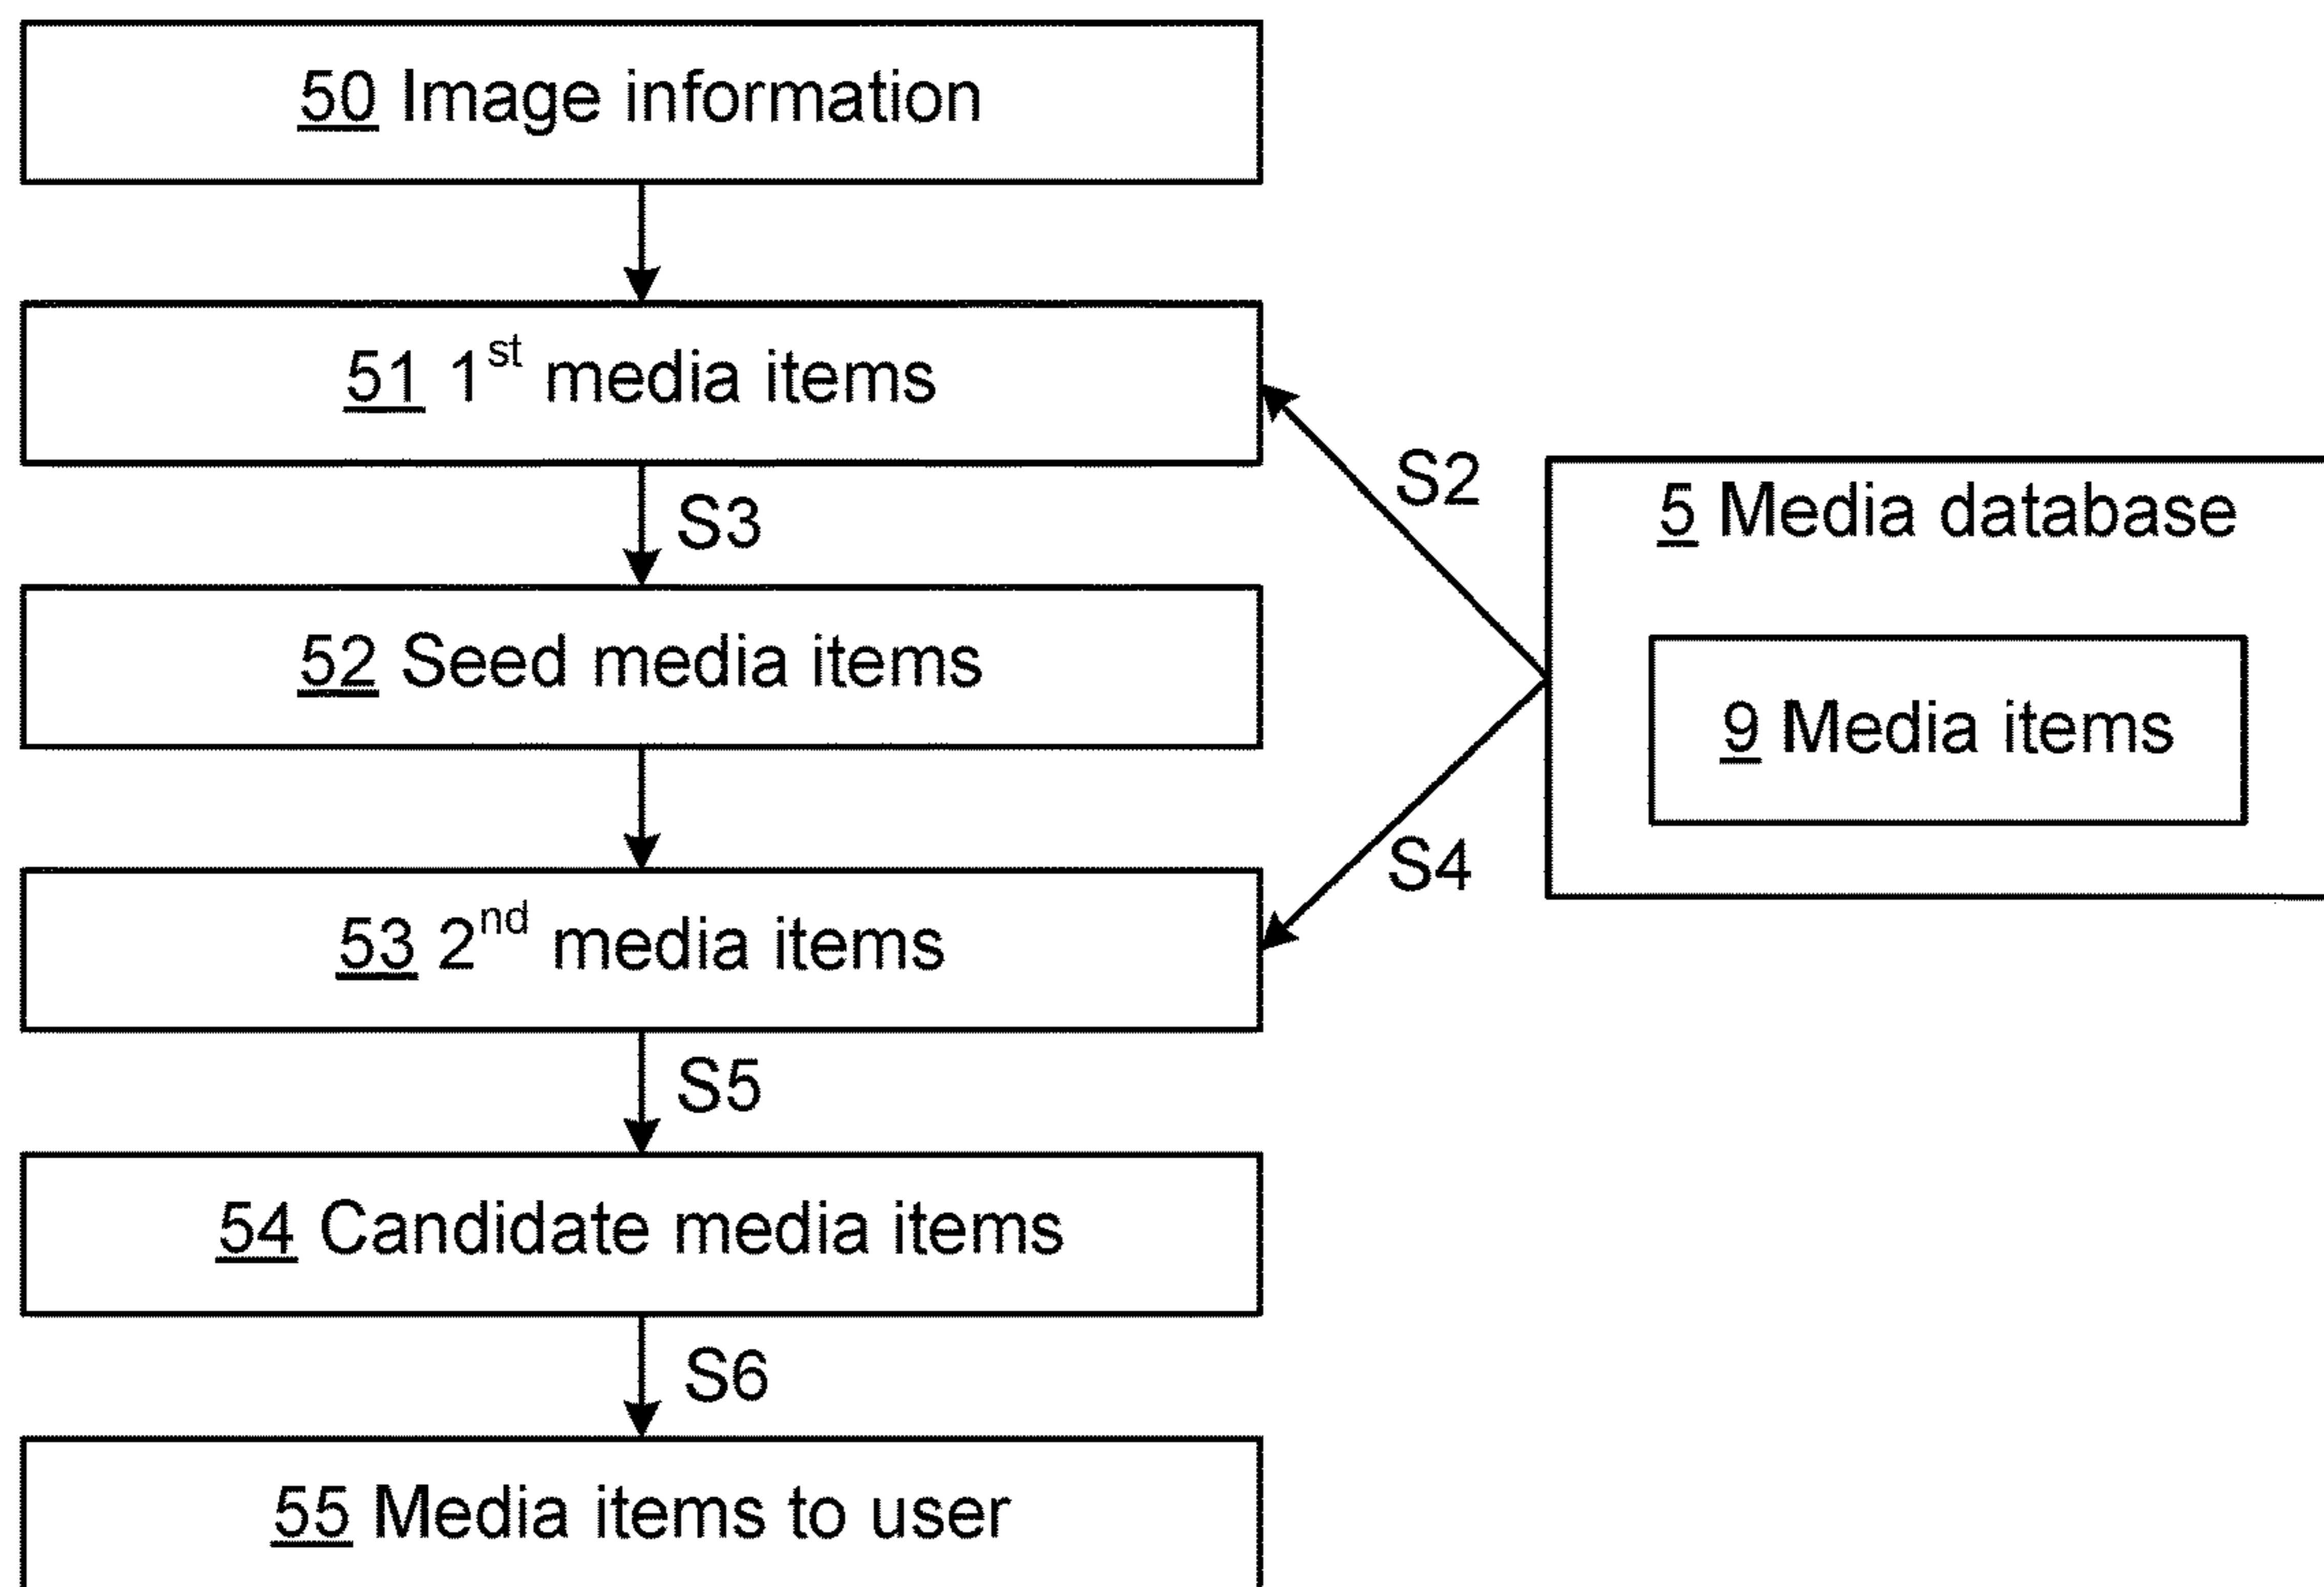 50 Image information
51 1st media items
S2
S3
5 Media database
52 Seed media items
9 Media items
S4
53 2nd media items
S5
54 Candidate media items
S6
55 Media items to user